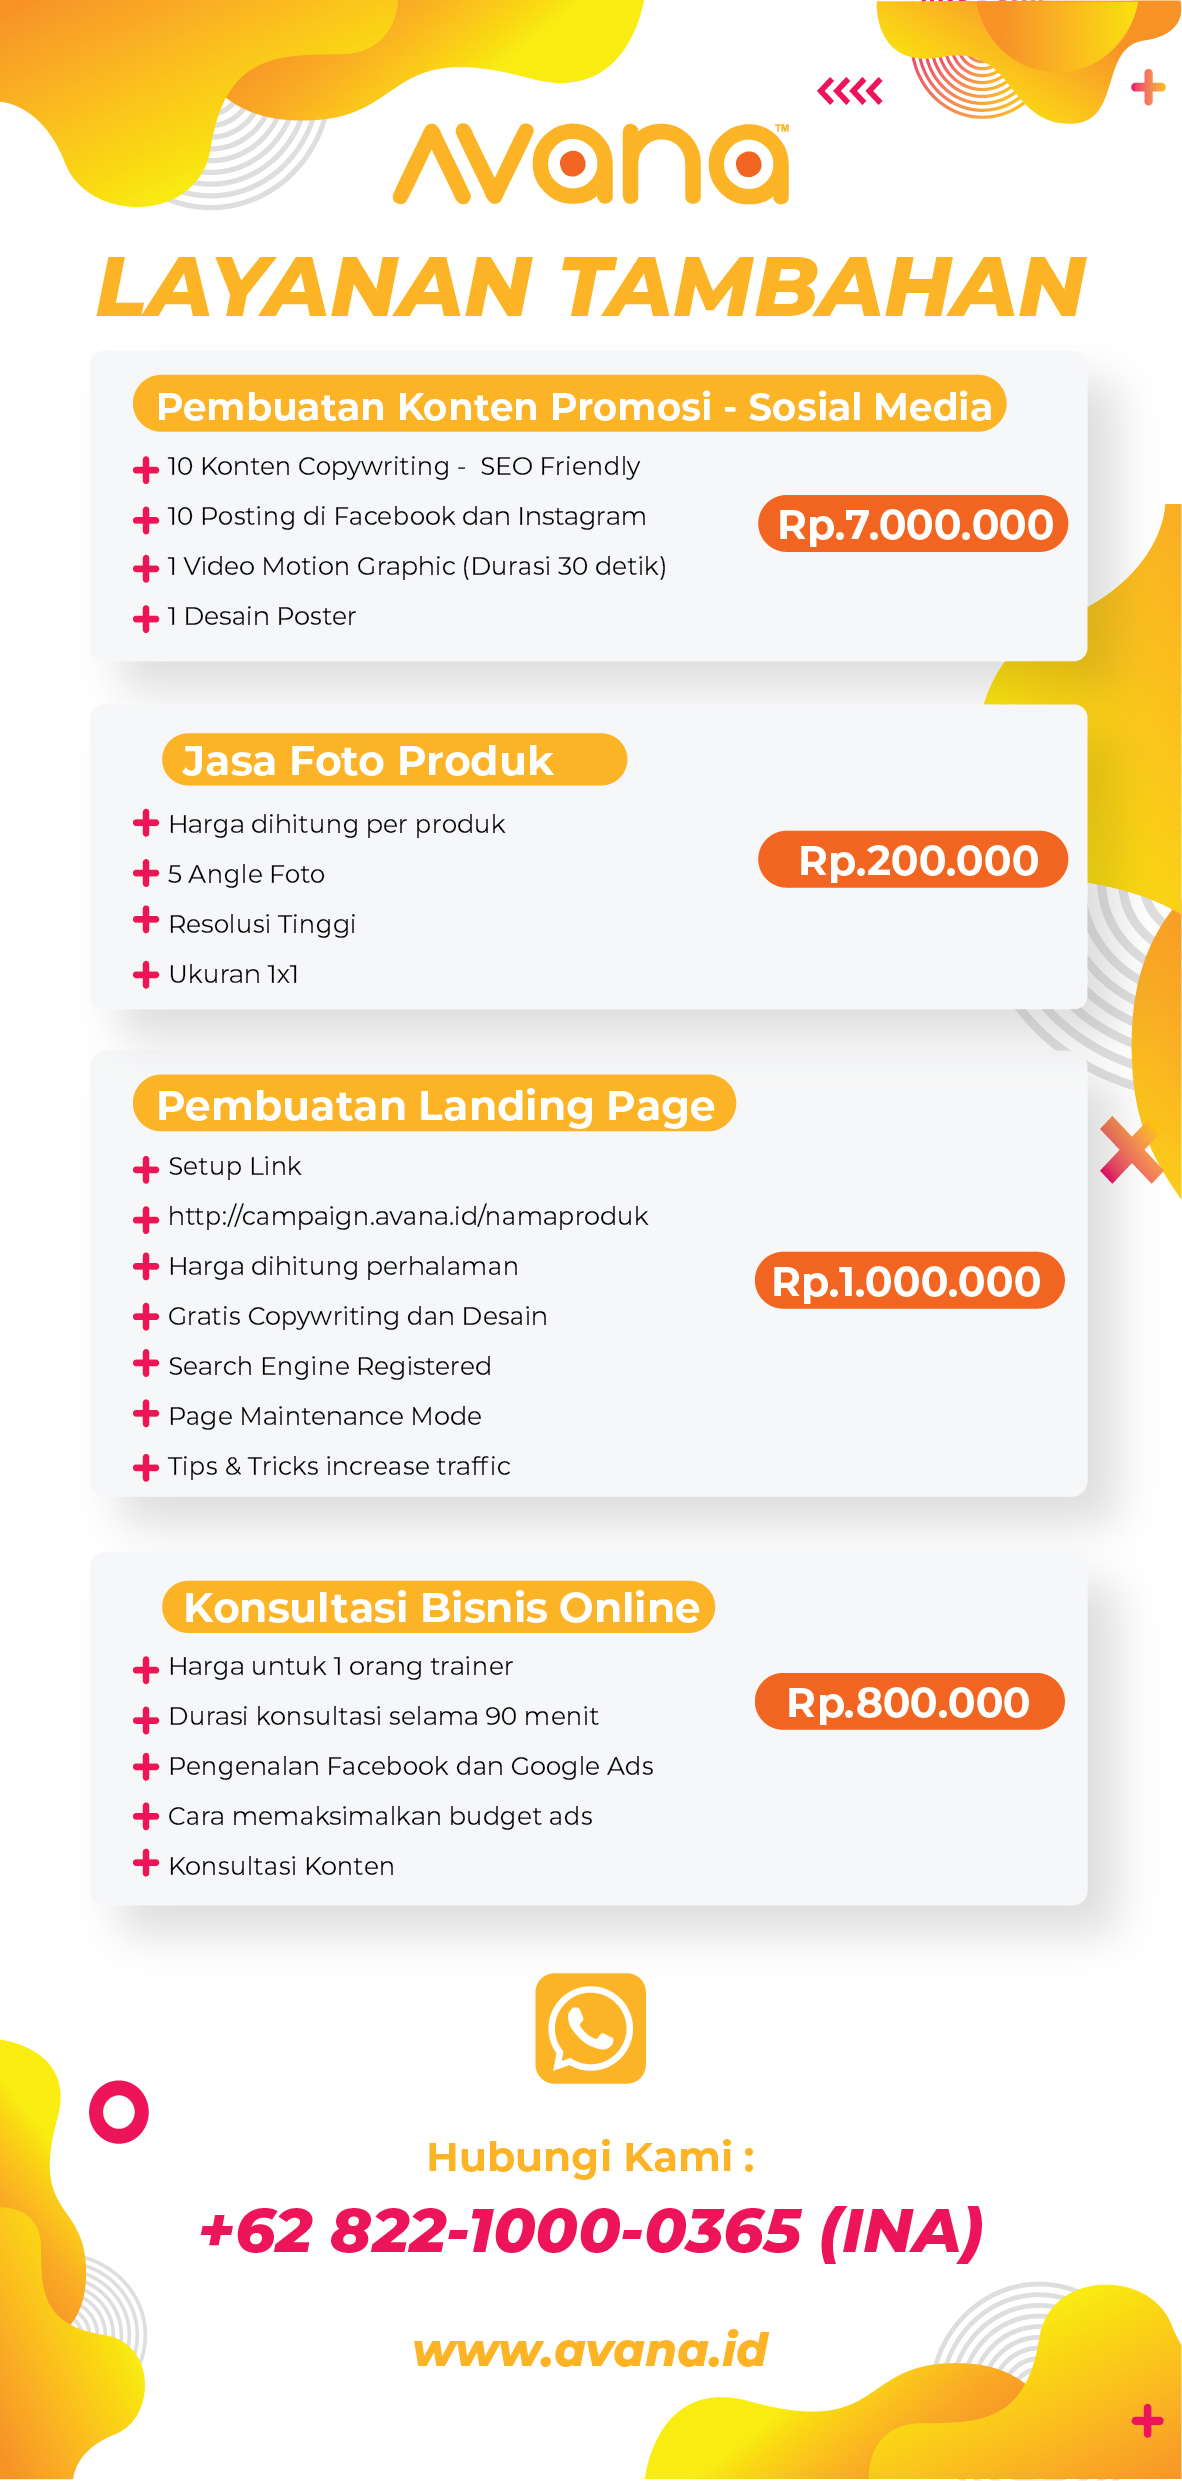 AVANA™
LAYANAN TAMBAHAN
Pembuatan Konten Promosi - Sosial Media
10 Konten Copywriting - SEO Friendly
10 Posting di Facebook dan Instagram
1 Video Motion Graphic (Durasi 30 detik)
1 Desain Poster
Rp.7.000.000
Jasa Foto Produk
Harga dihitung per produk
5 Angle Foto
Resolusi Tinggi
Ukuran 1x1
Rp.200.000
Pembuatan Landing Page
Setup Link
http://campaign.avana.id/namaproduk
Harga dihitung perhalaman
Gratis Copywriting dan Desain
Search Engine Registered
Page Maintenance Mode
Tips & Tricks increase traffic
Rp.1.000.000
Konsultasi Bisnis Online
Harga untuk 1 orang trainer
Durasi konsultasi selama 90 menit
Pengenalan Facebook dan Google Ads
Cara memaksimalkan budget ads
Konsultasi Konten
Rp.800.000
Hubungi Kami :
+62 822-1000-0365 (INA)
www.avana.id